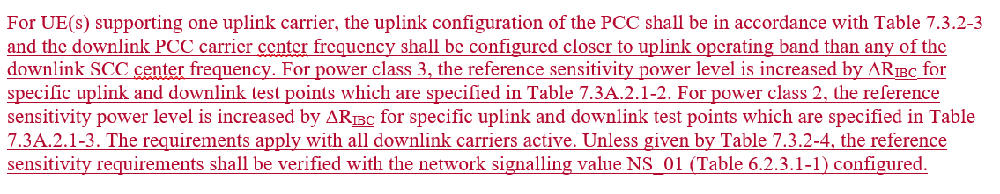 For UE(s) supporting one uplink carrier, the uplink configuration of the PCC shall be in accordance with Table 7.3.2-3
and the downlink PCC carrier center frequency shall be configured closer to uplink operating band than any of the
downlink SCC center frequency. For power class 3, the reference sensitivity power level is increased by ΔRIBC for
specific uplink and downlink test points which are specified in Table 7.3A.2.1-2. For power class 2, the reference
sensitivity power level is increased by ΔRIBC for specific uplink and downlink test points which are specified in Table
7.3A.2.1-3. The requirements apply with all downlink carriers active. Unless given by Table 7.3.2-4, the reference
sensitivity requirements shall be verified with the network signalling value NS_01 (Table 6.2.3.1-1) configured.